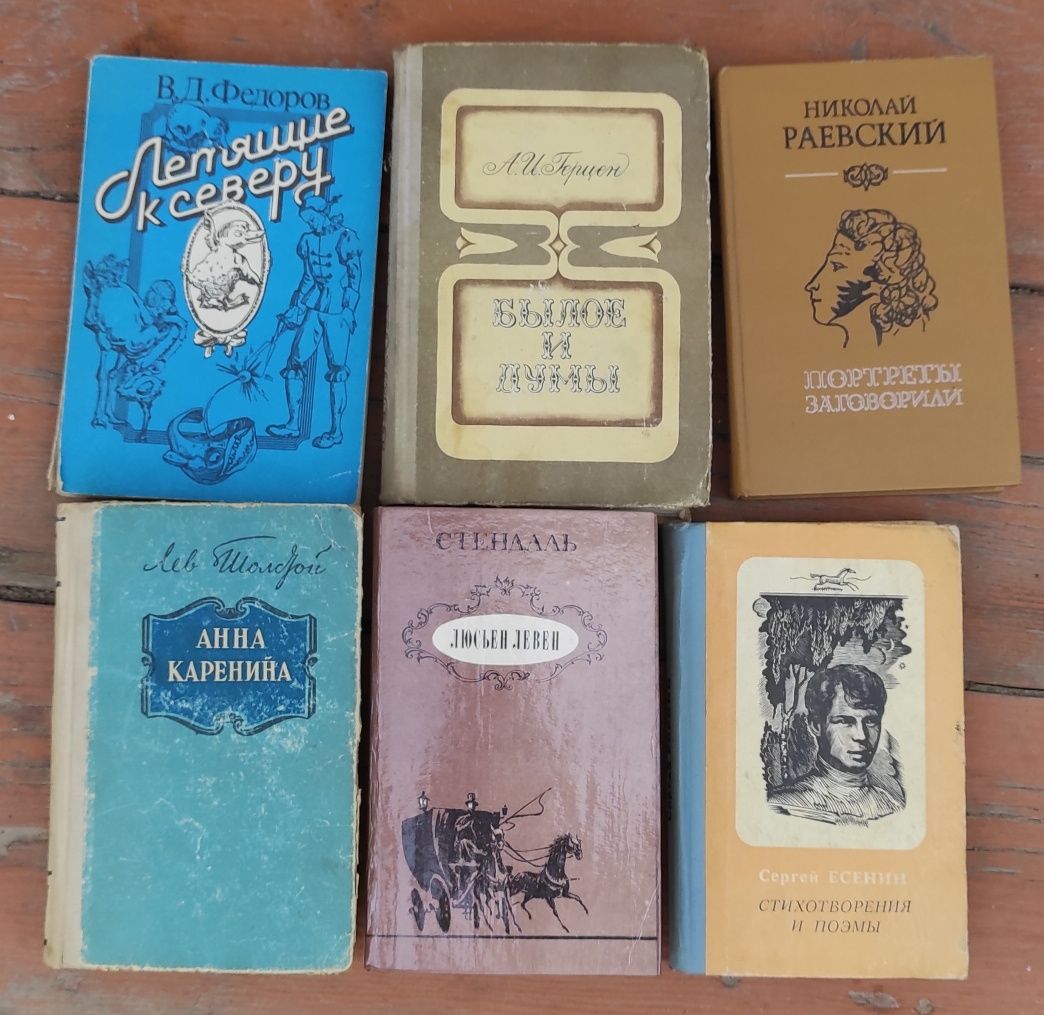 В.Д.Федоров
Летящие
к северу
А.И.Герцен
БЫЛОЕ
И
ДУМЫ
НИКОЛАЙ
РАЕВСКИЙ
ПОРТРЕТЫ
ЗАГОВОРИЛИ
Лев Толстой
АННА
КАРЕНИНА
СТЕНДАЛЬ
ЛЮСЬЕН ЛЕВЕН
Сергей ЕСЕНИН
СТИХОТВОРЕНИЯ
И ПОЭМЫ